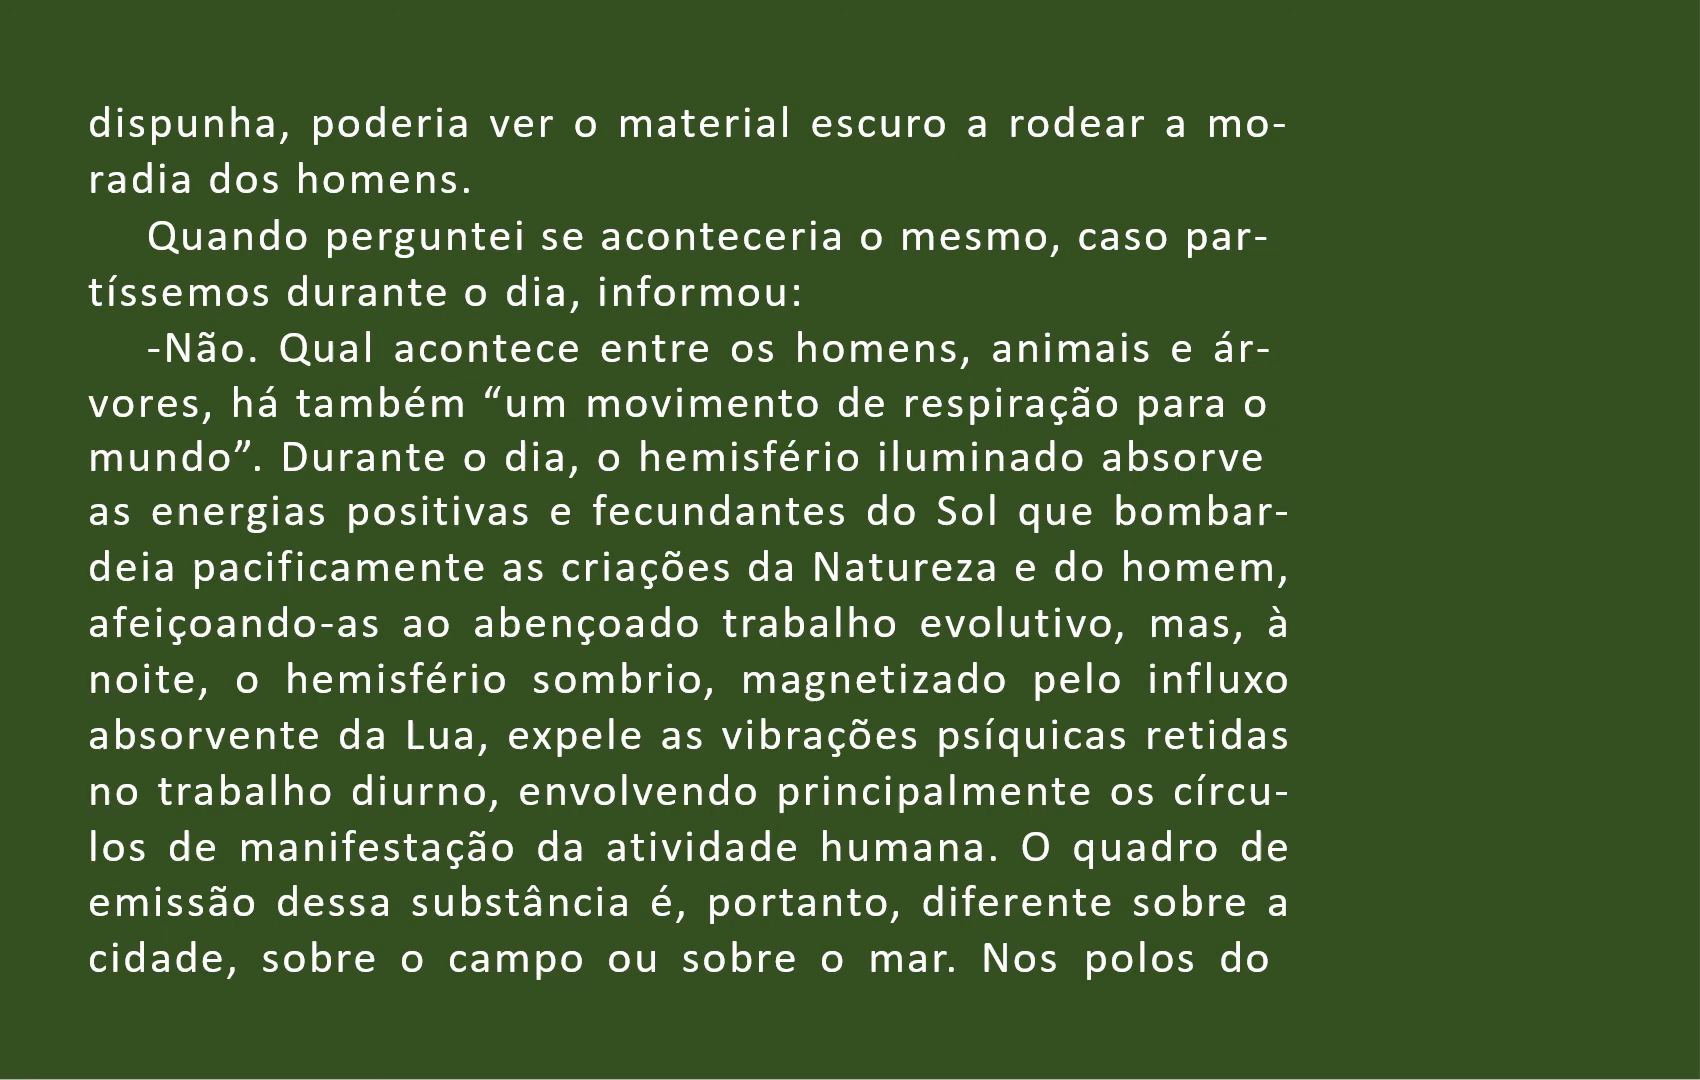 dispunha, poderia ver o material escuro a rodear a mo-
radia dos homens.
Quando perguntei se aconteceria o mesmo, caso par-
tíssemos durante o dia, informou:
-Não. Qual acontece entre os homens, animais e ár-
vores, há também “um movimento de respiração para o
mundo”. Durante o dia, o hemisfério iluminado absorve
as energias positivas e fecundantes do Sol que bombar-
deia pacificamente as criações da Natureza e do homem,
afeiçoando-as ao abençoado trabalho evolutivo, mas, à
noite, o hemisfério sombrio, magnetizado pelo influxo
absorvente da Lua, expele as vibrações psíquicas retidas
no trabalho diurno, envolvendo principalmente os círcu-
los de manifestação da atividade humana. O quadro de
emissão dessa substância é, portanto, diferente sobre a
cidade, sobre o campo ou sobre o mar. Nos polos do